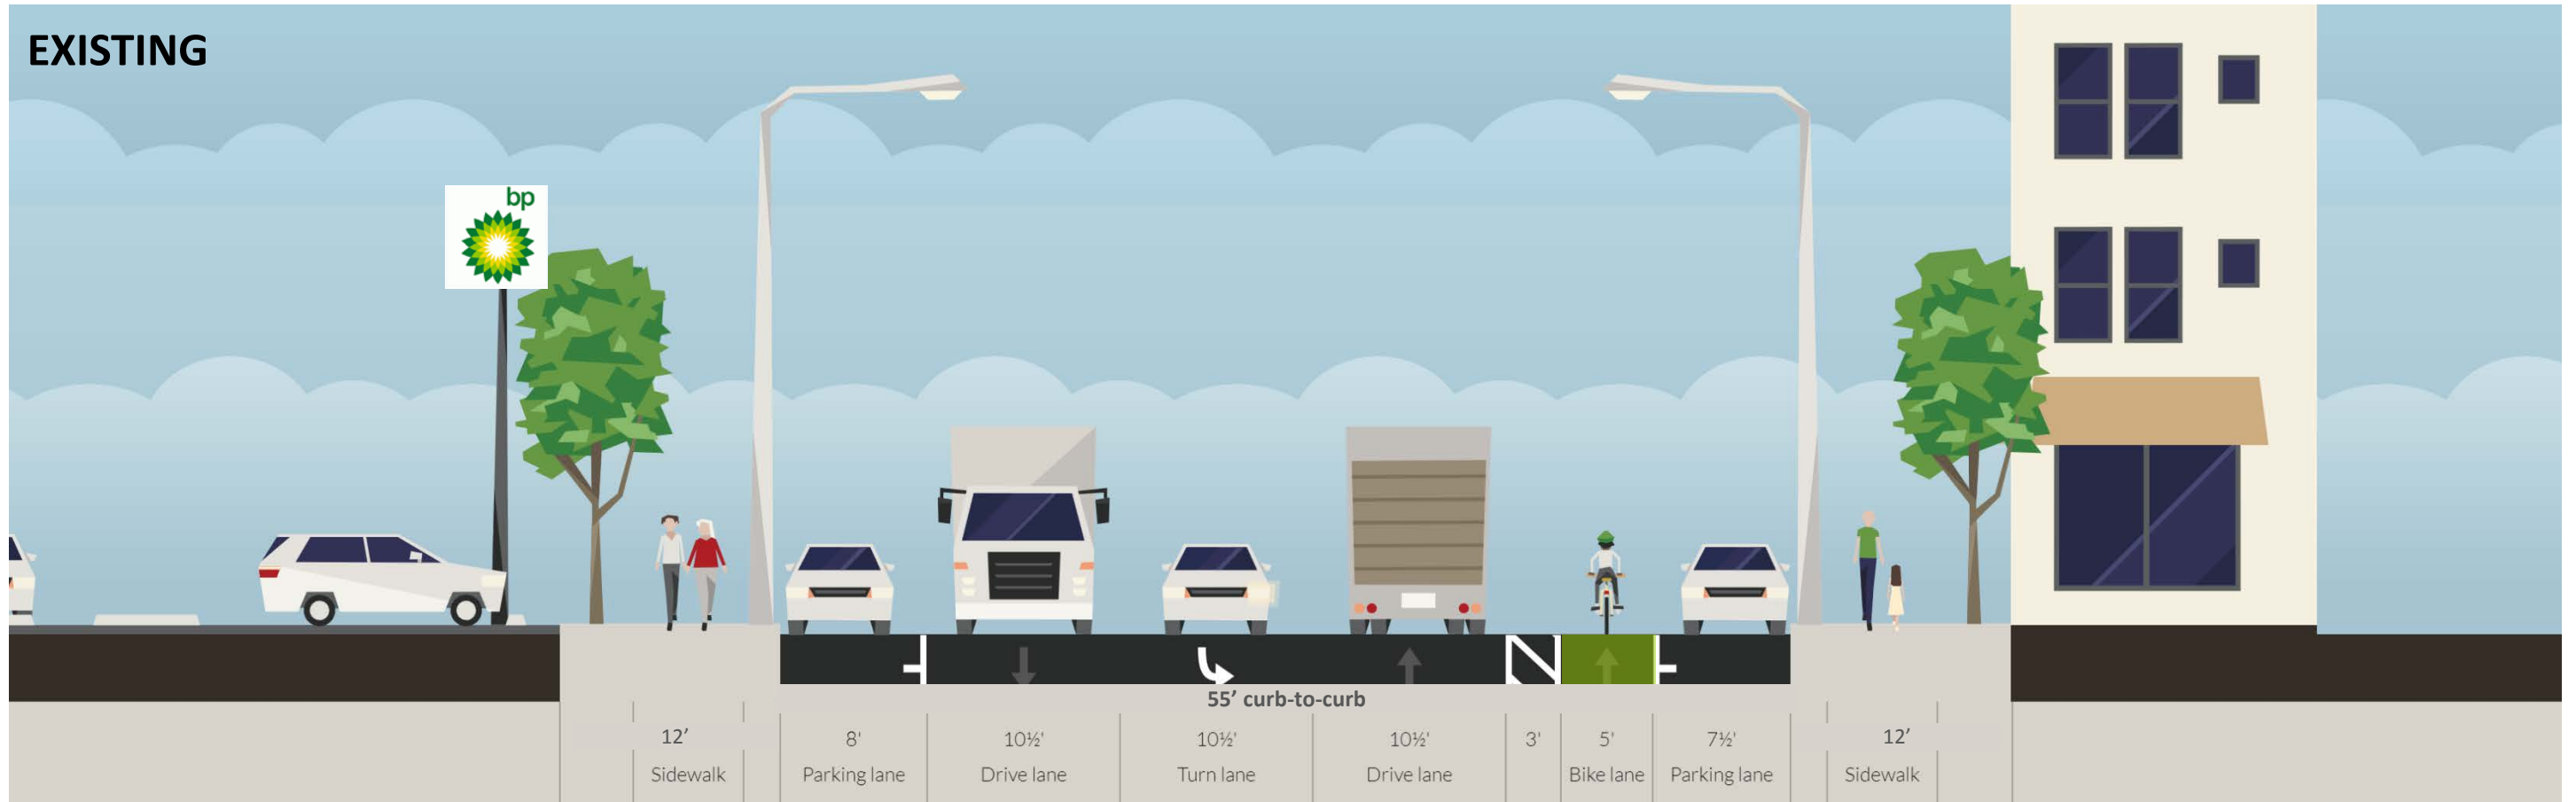 EXISTING
bp
55’ curb-to-curb
12’ 8' 10½' 10½' 10½' 3' 5' 7½' 12’
Sidewalk Parking lane Drive lane Turn lane Drive lane Bike lane Parking lane Sidewalk